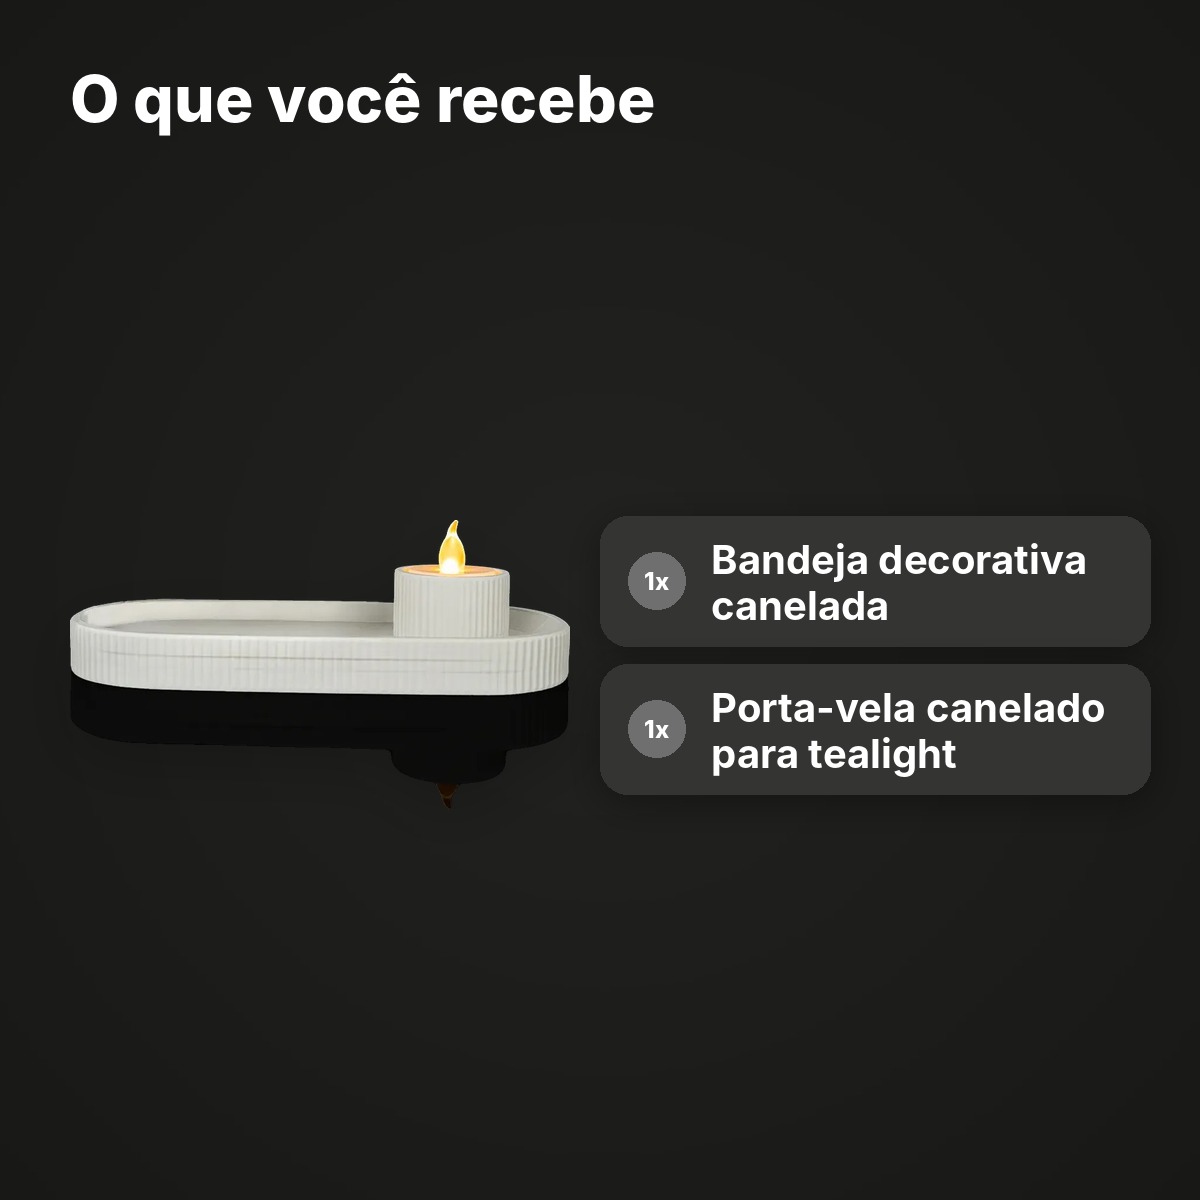 O que você recebe
1x
Bandeja decorativa
canelada
1x
Porta-vela canelado
para tealight